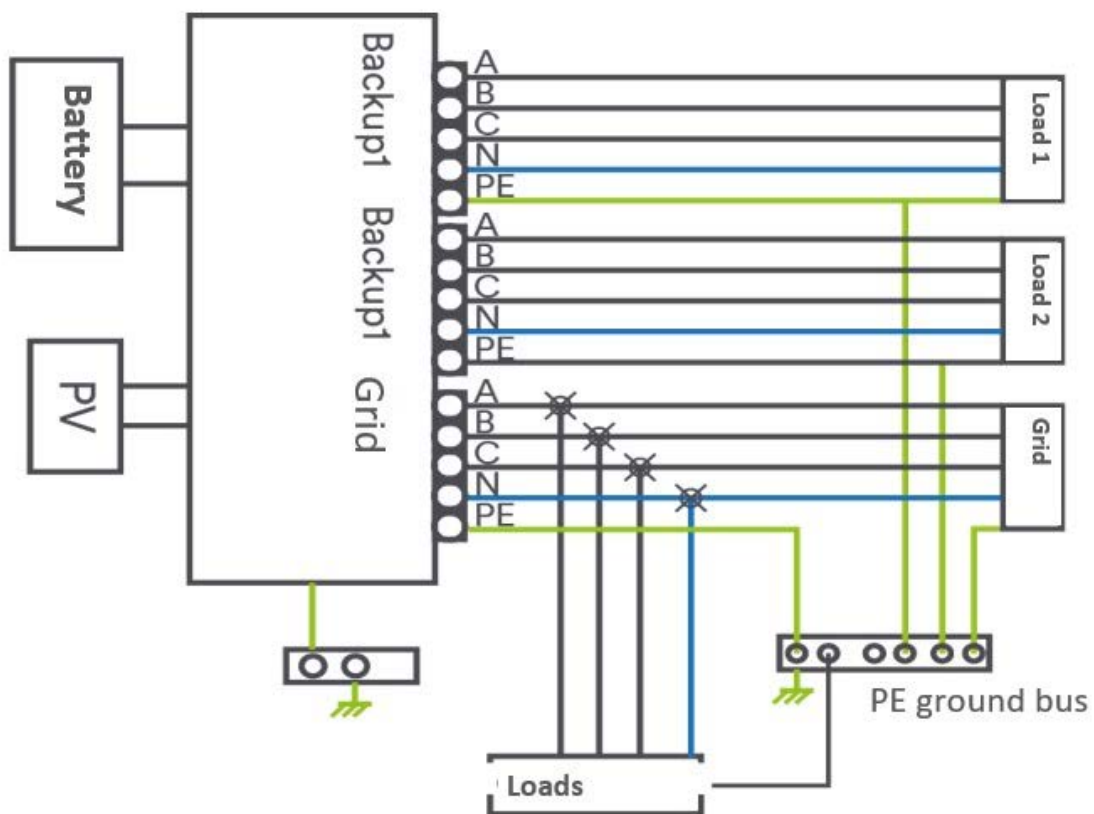 Battery
PV
Backup1
A
B
C
N
PE
Load 1
Backup1
A
B
C
N
PE
Load 2
Grid
A
B
C
N
PE
Grid
PE ground bus
Loads